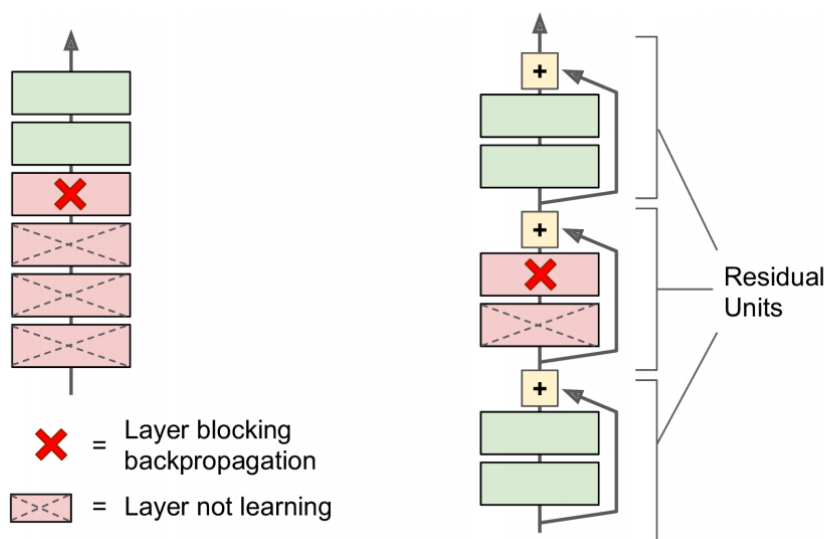 +
+
+
Residual
Units
= Layer blocking
backpropagation
= Layer not learning